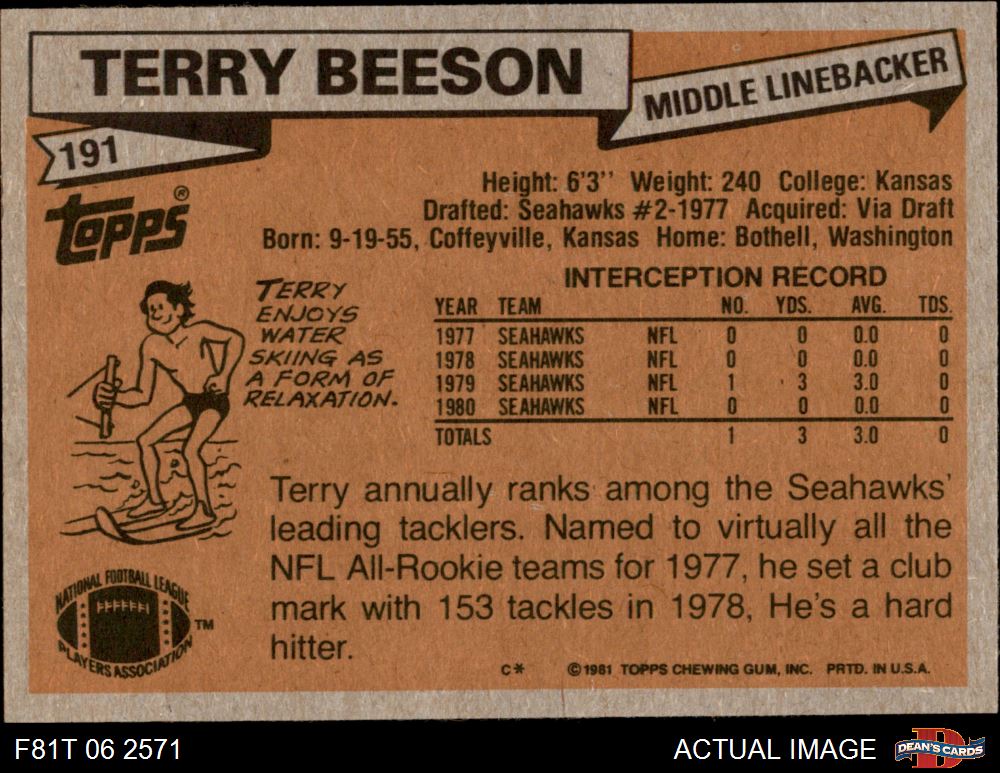 TERRY BEESON
MIDDLE LINEBACKER
191
TOPPS®
Height: 6'3'' Weight: 240 College: Kansas
Drafted: Seahawks #2-1977 Acquired: Via Draft
Born: 9-19-55, Coffeyville, Kansas Home: Bothell, Washington
TERRY
ENJOYS
WATER
SKIING AS
A FORM OF
RELAXATION.
INTERCEPTION RECORD
YEAR TEAM NO. YDS. AVG. TDS.
1977 SEAHAWKS NFL 0 0 0.0 0
1978 SEAHAWKS NFL 0 0 0.0 0
1979 SEAHAWKS NFL 1 3 3.0 0
1980 SEAHAWKS NFL 0 0 0.0 0
TOTALS 1 3 3.0 0
Terry annually ranks among the Seahawks'
leading tacklers. Named to virtually all the
NFL All-Rookie teams for 1977, he set a club
mark with 153 tackles in 1978, He's a hard
hitter.
NATIONAL FOOTBALL LEAGUE
PLAYERS ASSOCIATION
TM
C* ©1981 TOPPS CHEWING GUM, INC. PRTD. IN U.S.A.
F81T 06 2571
ACTUAL IMAGE
DEAN'S CARDS